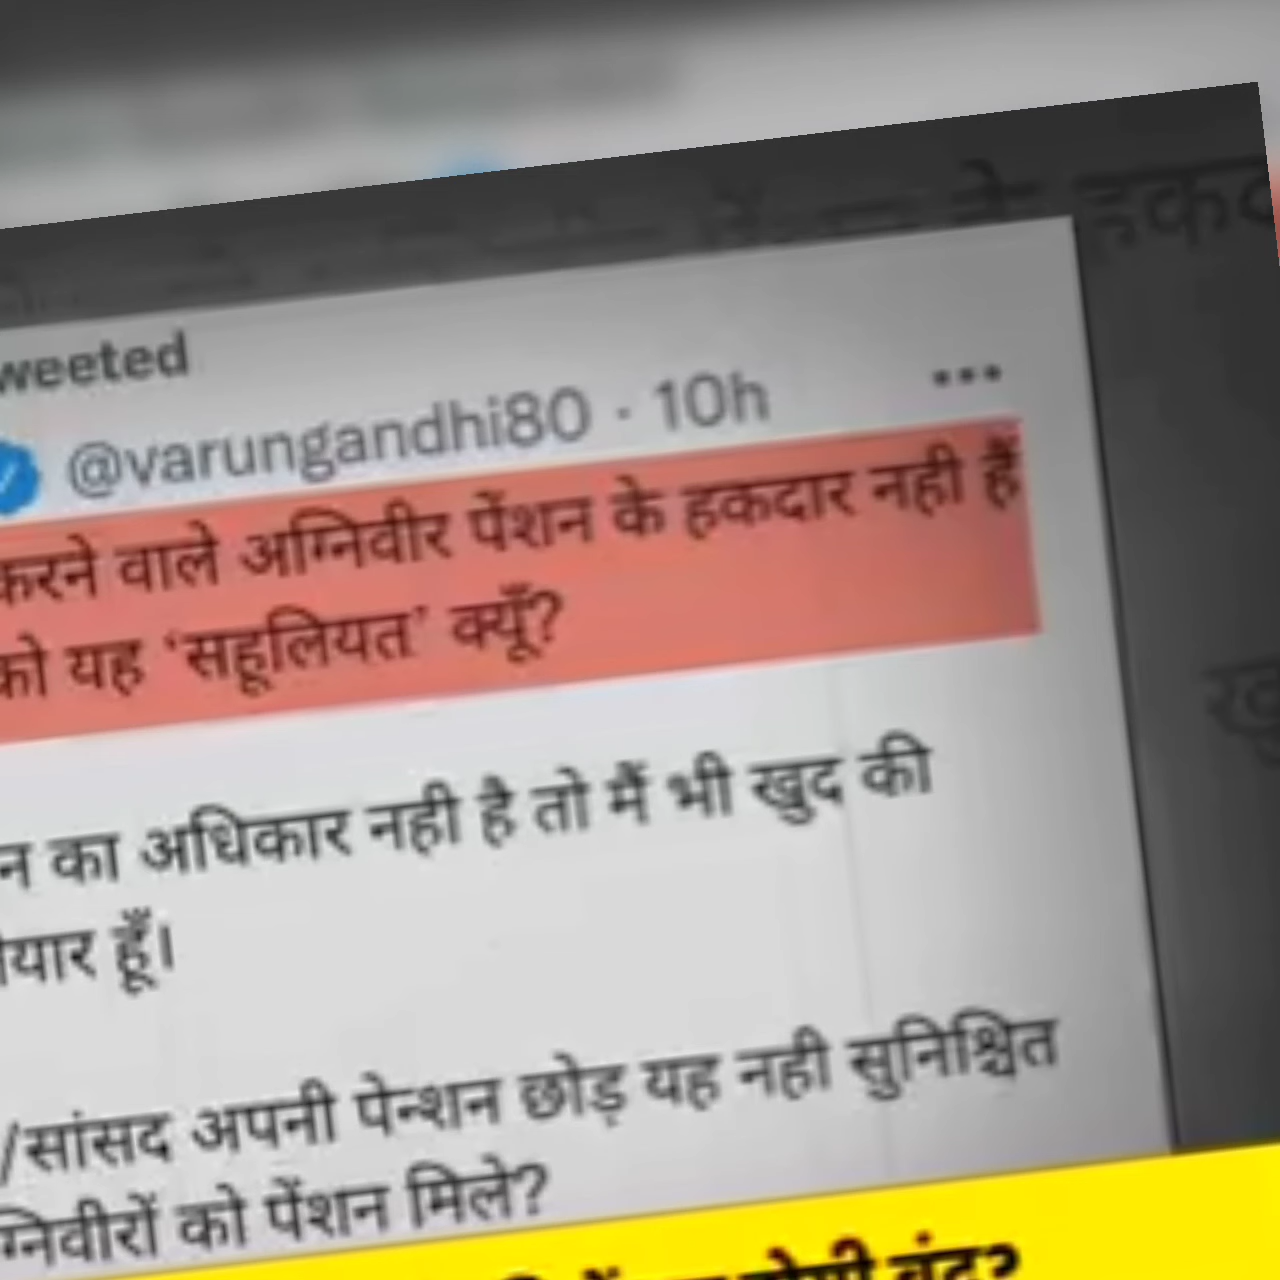 हकद
weeted
@varungandhi80 · 10h ...
करने वाले अग्निवीर पेंशन के हकदार नही हैं
को यह ‘सहूलियत’ क्यूँ?
न का अधिकार नही है तो मैं भी खुद की
यार हूँ।
/सांसद अपनी पेन्शन छोड़ यह नही सुनिश्चित
ग्निवीरों को पेंशन मिले?
बंद?